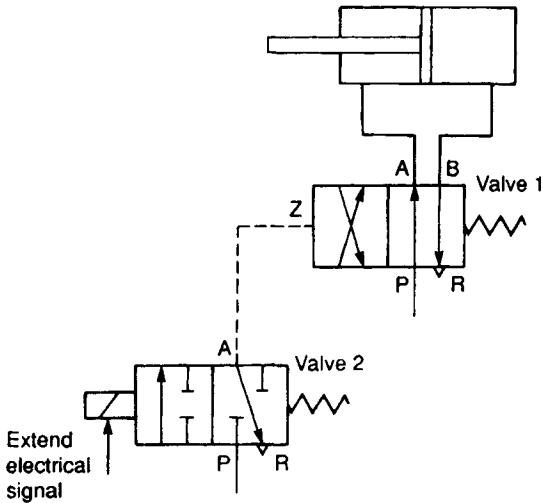 A B
Valve 1
Z
P R
A
Valve 2
Extend
electrical
signal
P R